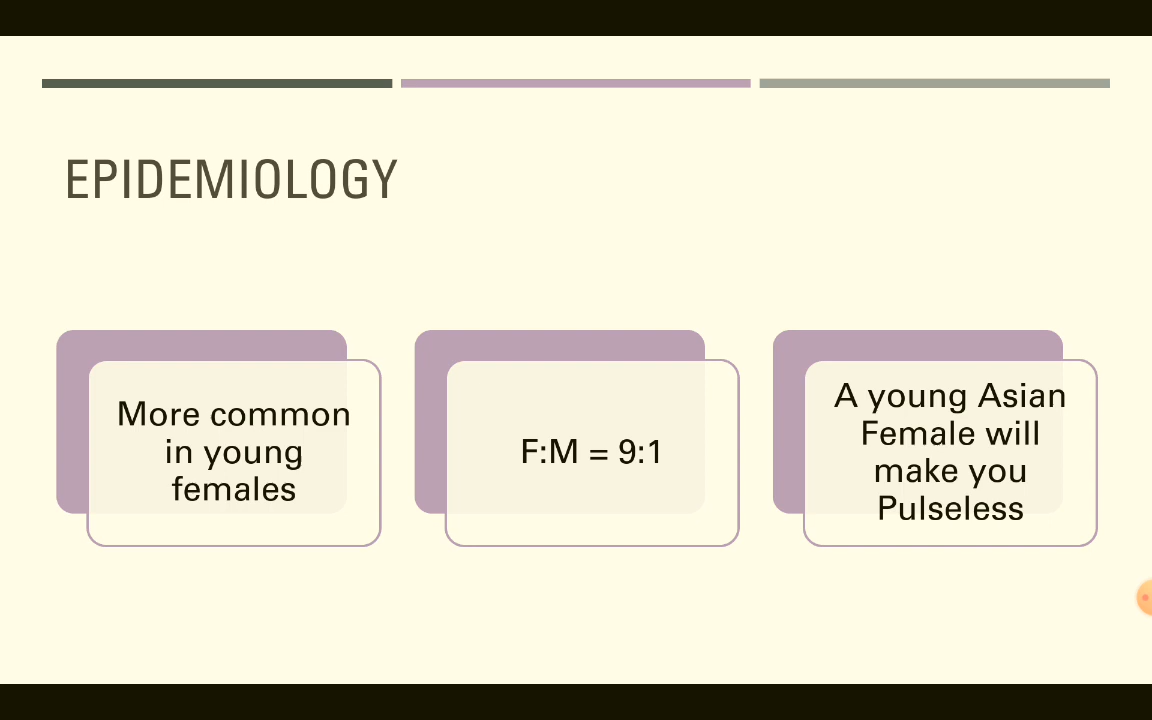 EPIDEMIOLOGY
More common
in young
females
F:M = 9:1
A young Asian
Female will
make you
Pulseless